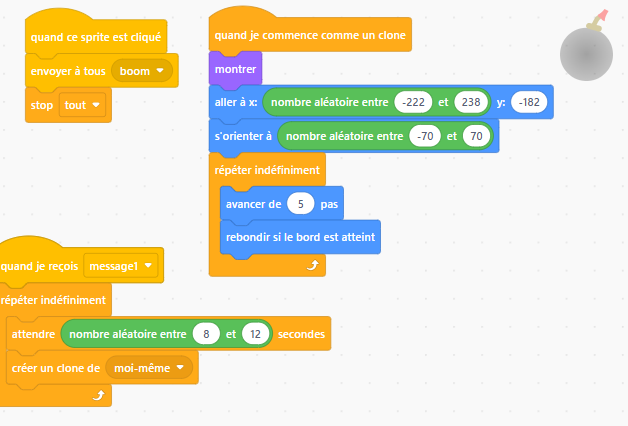 quand ce sprite est cliqué
envoyer à tous boom
stop tout
quand je commence comme un clone
montrer
aller à x: nombre aléatoire entre -222 et 238 y: -182
s'orienter à nombre aléatoire entre -70 et 70
répéter indéfiniment
avancer de 5 pas
rebondir si le bord est atteint
quand je reçois message1
répéter indéfiniment
attendre nombre aléatoire entre 8 et 12 secondes
créer un clone de moi-même